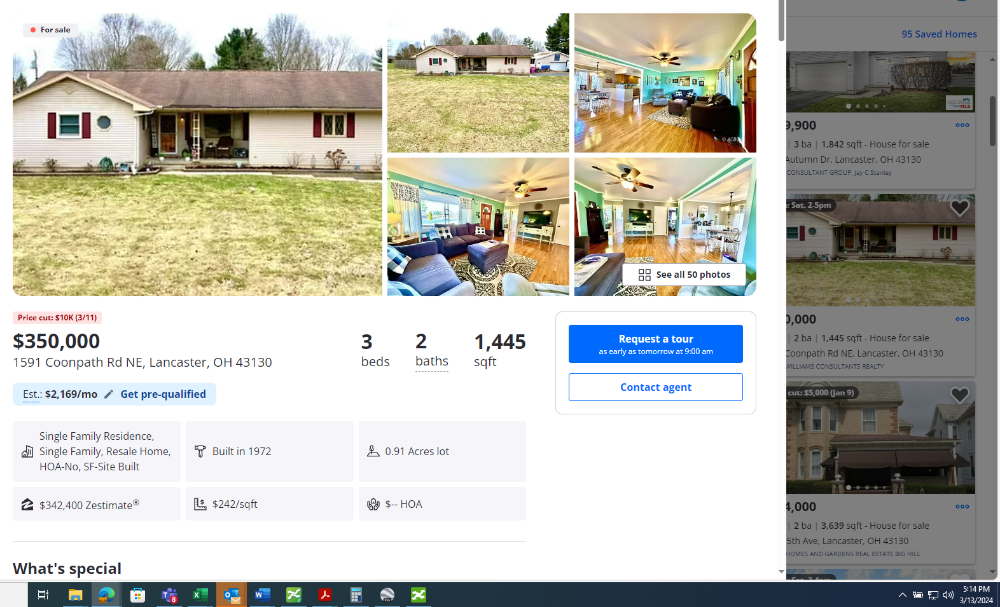 For sale
© ACBOR
See all 50 photos
Price cut: $10K (3/11)
$350,000
1591 Coonpath Rd NE, Lancaster, OH 43130
3
beds
2
baths
1,445
sqft
Request a tour
as early as tomorrow at 9:00 am
Contact agent
Est.: $2,169/mo
Get pre-qualified
Single Family Residence,
Single Family, Resale Home,
HOA-No, SF-Site Built
Built in 1972
0.91 Acres lot
$342,400 Zestimate®
$242/sqft
$-- HOA
What's special
95 Saved Homes
COLUMBUS
MLS
9,900
| 3 ba | 1,842 sqft - House for sale
Autumn Dr, Lancaster, OH 43130
CONSULTANT GROUP, Jay C Stanley
: Sat. 2-5pm
0,000
| 2 ba | 1,445 sqft - House for sale
Coonpath Rd NE, Lancaster, OH 43130
WILLIAMS CONSULTANTS REALTY
cut: $5,000 (Jan 9)
4,000
| 2 ba | 3,639 sqft - House for sale
5th Ave, Lancaster, OH 43130
HOMES AND GARDENS REAL ESTATE BIG HILL
8
Pro
5:14 PM
3/13/2024